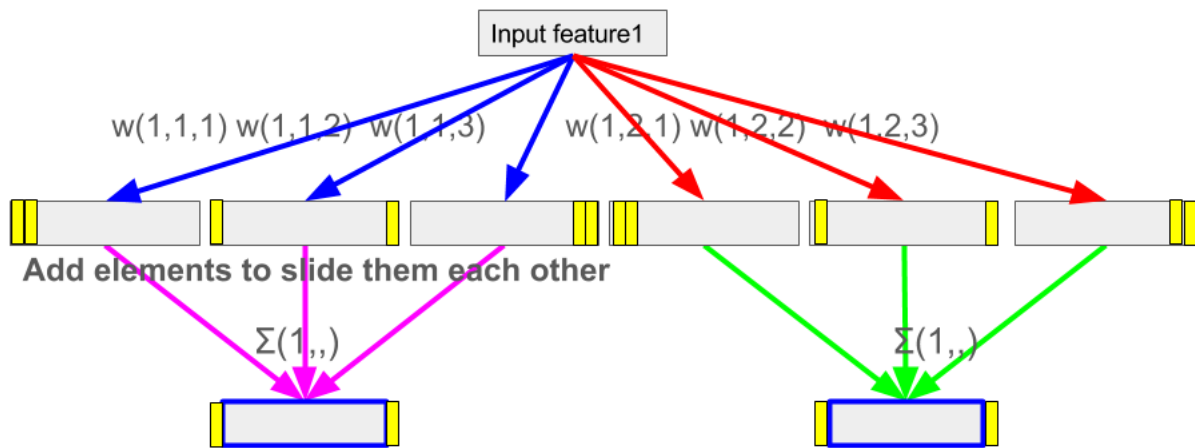 Input feature1
w(1,1,1) w(1,1,2) w(1,1,3) w(1,2,1) w(1,2,2) w(1,2,3)
Add elements to slide them each other
Σ(1,,) Σ(1,,)